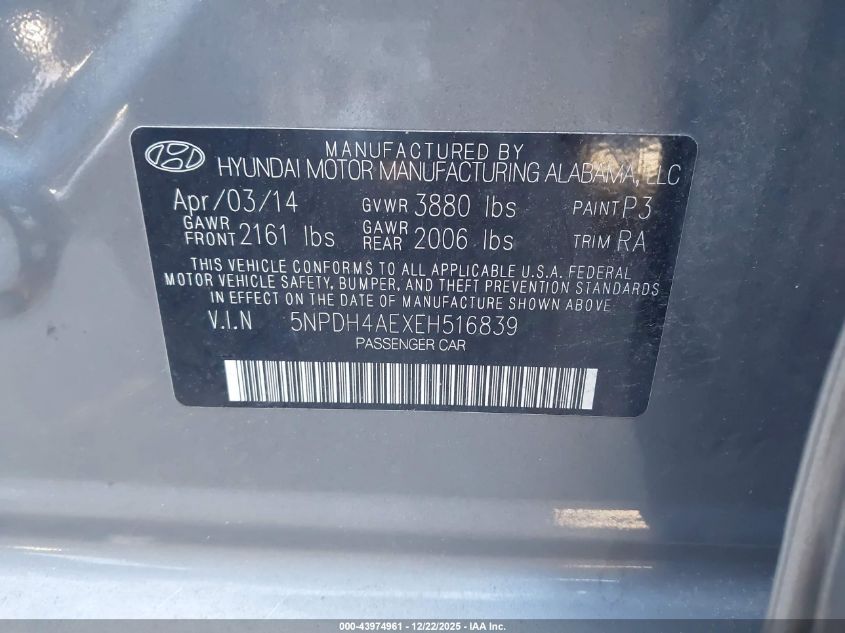 MANUFACTURED BY
HYUNDAI MOTOR MANUFACTURING ALABAMA, LLC
Apr/03/14 GVWR 3880 lbs PAINT P3
GAWR FRONT 2161 lbs GAWR REAR 2006 lbs TRIM RA
THIS VEHICLE CONFORMS TO ALL APPLICABLE U.S.A. FEDERAL
MOTOR VEHICLE SAFETY, BUMPER, AND THEFT PREVENTION STANDARDS
IN EFFECT ON THE DATE OF MANUFACTURE SHOWN ABOVE.
V.I.N 5NPDH4AEXEH516839
PASSENGER CAR
000-43974961 - 12/22/2025 - IAA Inc.